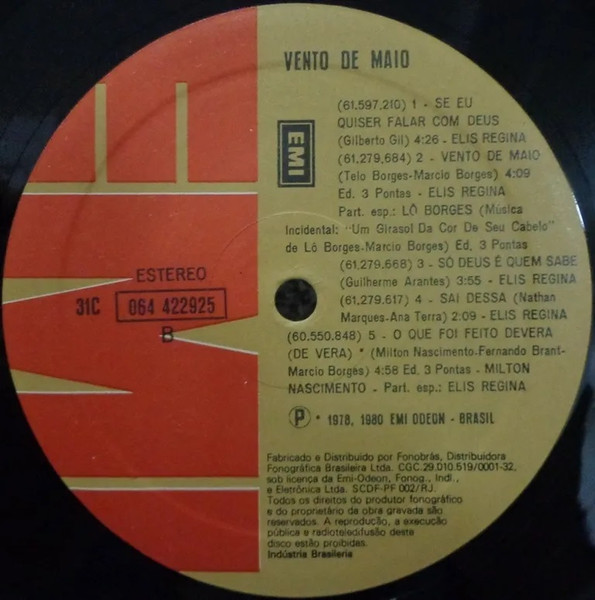 VENTO DE MAIO
EMI
(61.597.210) 1 - SE EU
QUISER FALAR COM DEUS
(Gilberto Gil) 4:26 - ELIS REGINA
(61.279.684) 2 - VENTO DE MAIO
(Telo Borges-Marcio Borges) 4:09
Ed. 3 Pontas - ELIS REGINA
Part. esp.: LÔ BORGES (Música
Incidental: "Um Girasol Da Cor De Seu Cabelo"
de Lô Borges-Marcio Borges) Ed. 3 Pontas
(61.279.668) 3 - SÓ DEUS É QUEM SABE
(Guilherme Arantes) 3:55 - ELIS REGINA
(61.279.617) 4 - SAI DESSA (Nathan
Marques-Ana Terra) 2:09 - ELIS REGINA
(60.550.848) 5 - O QUE FOI FEITO DEVERA
(DE VERA) * (Milton Nascimento-Fernando Brant-
Marcio Borges) 4:58 Ed. 3 Pontas - MILTON
NASCIMENTO - Part. esp.: ELIS REGINA
Ⓟ * 1978, 1980 EMI ODEON - BRASIL
ESTEREO
31C 064 422925
B
Fabricado e Distribuido por Fonobrás, Distribuidora
Fonográfica Brasileira Ltda. CGC.29.010.519/0001-32,
sob licença da Emi-Odeon, Fonog., Indl.,
e Eletrônica Ltda. SCDF-PF 002/RJ.
Todos os direitos do produtor fonográfico
e do proprietário da obra gravada são
reservados. A reprodução, a execucão
pública e radioteledifusão deste
disco estão proibidas.
Indústria Brasileria